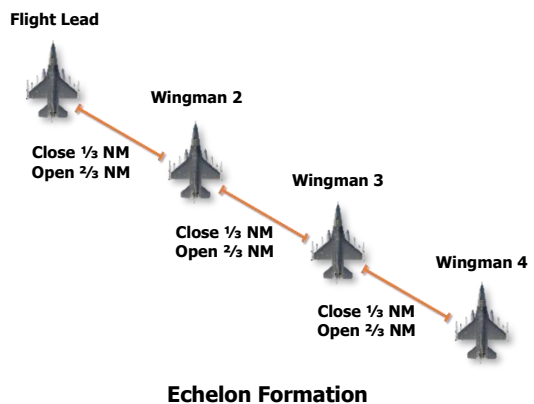 Flight Lead
Wingman 2
Close ⅓ NM
Open ⅔ NM
Wingman 3
Close ⅓ NM
Open ⅔ NM
Wingman 4
Close ⅓ NM
Open ⅔ NM
Echelon Formation